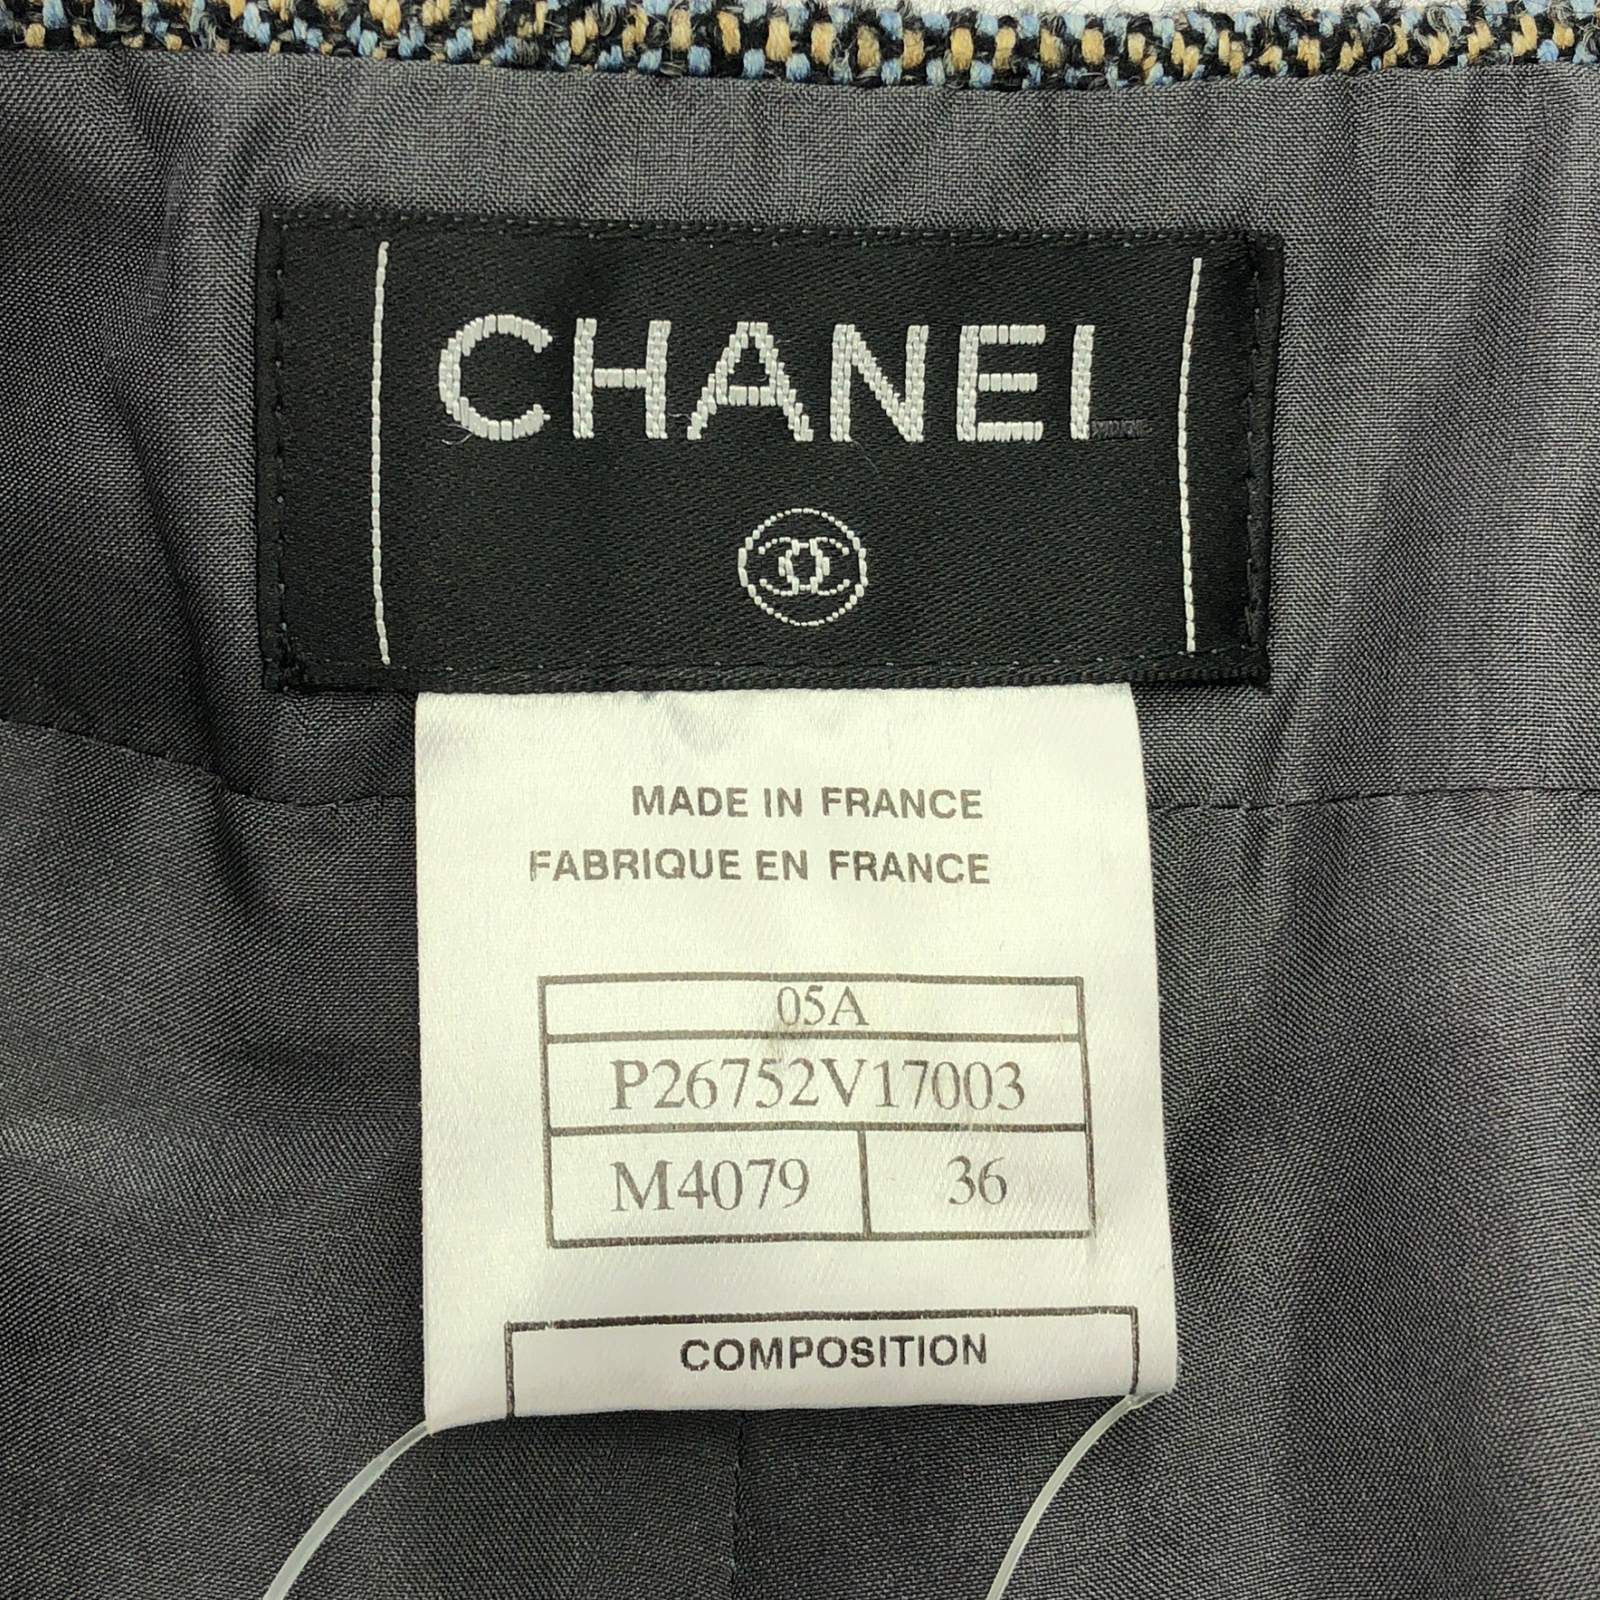 CHANEL
MADE IN FRANCE
FABRIQUE EN FRANCE
05A
P26752V17003
M4079 36
COMPOSITION